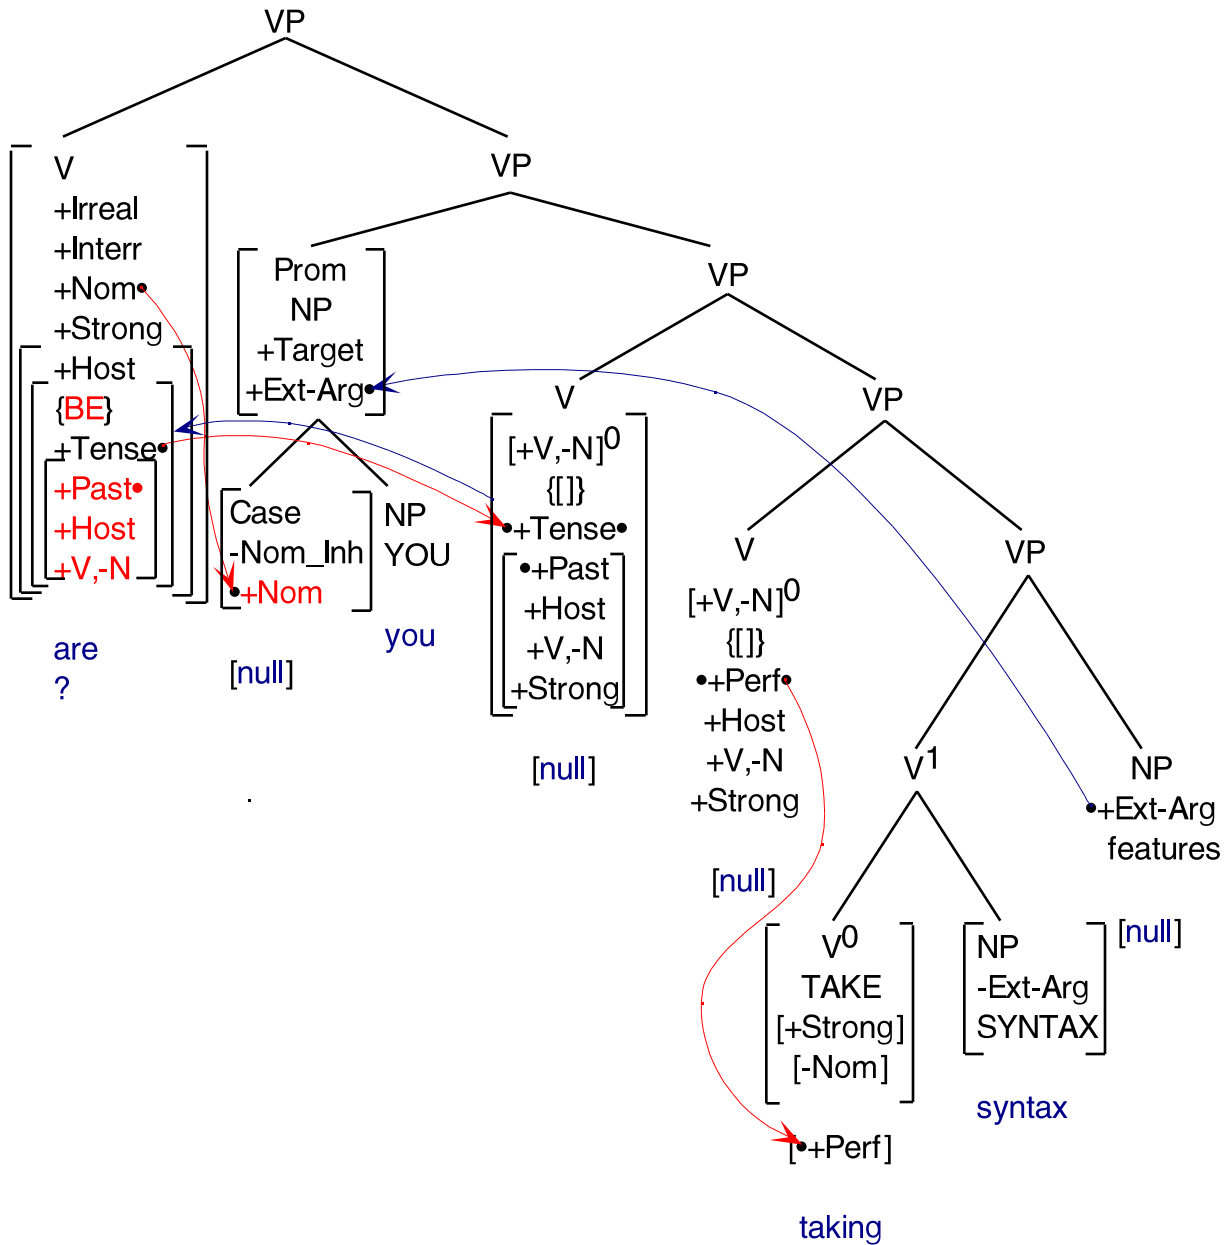 VP
V
+Irreal
+Interr
+Nom•
+Strong
+Host
{BE}
+Tense•
+Past•
+Host
+V,-N
are
?
VP
Prom
NP
+Target
+Ext-Arg•
Case
-Nom_Inh
•+Nom
[null]
NP
YOU
you
VP
V
[+V,-N]0
{[]}
•+Tense•
•+Past
+Host
+V,-N
+Strong
[null]
VP
V
[+V,-N]0
{[]}
•+Perf•
+Host
+V,-N
+Strong
[null]
VP
V1
V0
TAKE
[+Strong]
[-Nom]
[•+Perf]
taking
NP
-Ext-Arg
SYNTAX
syntax
NP
•+Ext-Arg
features
[null]